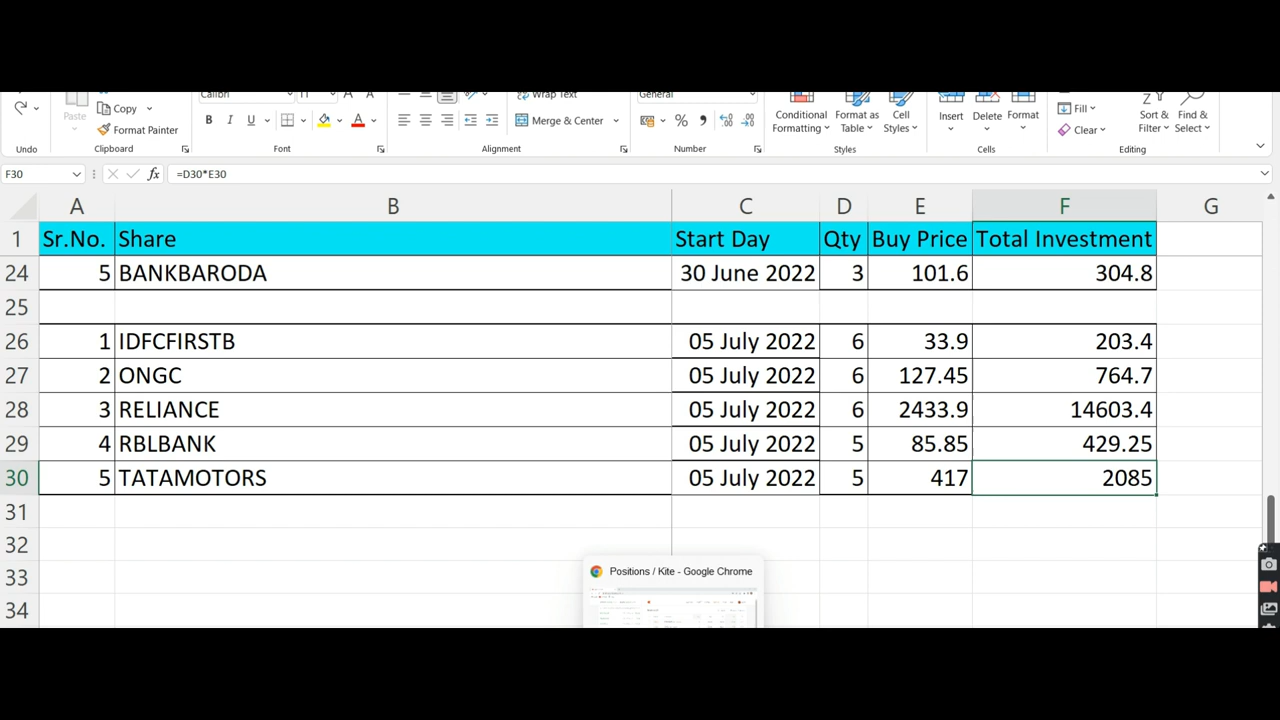 Calibri 11 A A Wrap Text General
Copy Conditional Format as Cell Insert Delete Format Fill Sort & Find &
Paste Format Painter B I U A Merge & Center % Formatting Table Styles Clear Filter Select
Undo Clipboard Font Alignment Number Styles Cells Editing
F30 fx =D30*E30
A B C D E F G
1 Sr.No. Share Start Day Qty Buy Price Total Investment
24 5 BANKBARODA 30 June 2022 3 101.6 304.8
25
26 1 IDFCFIRSTB 05 July 2022 6 33.9 203.4
27 2 ONGC 05 July 2022 6 127.45 764.7
28 3 RELIANCE 05 July 2022 6 2433.9 14603.4
29 4 RBLBANK 05 July 2022 5 85.85 429.25
30 5 TATAMOTORS 05 July 2022 5 417 2085
31
32
33 Positions / Kite - Google Chrome
34